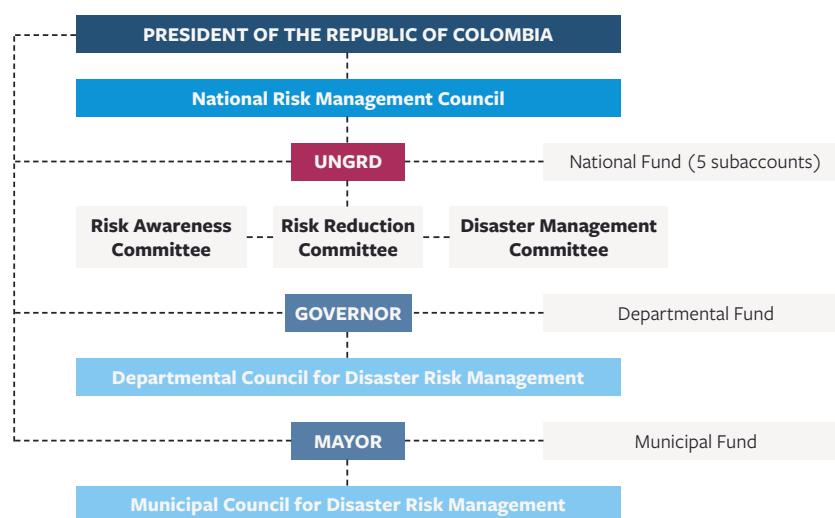 PRESIDENT OF THE REPUBLIC OF COLOMBIA
National Risk Management Council
UNGRD
National Fund (5 subaccounts)
Risk Awareness
Committee
Risk Reduction
Committee
Disaster Management
Committee
GOVERNOR
Departmental Fund
Departmental Council for Disaster Risk Management
MAYOR
Municipal Fund
Municipal Council for Disaster Risk Management